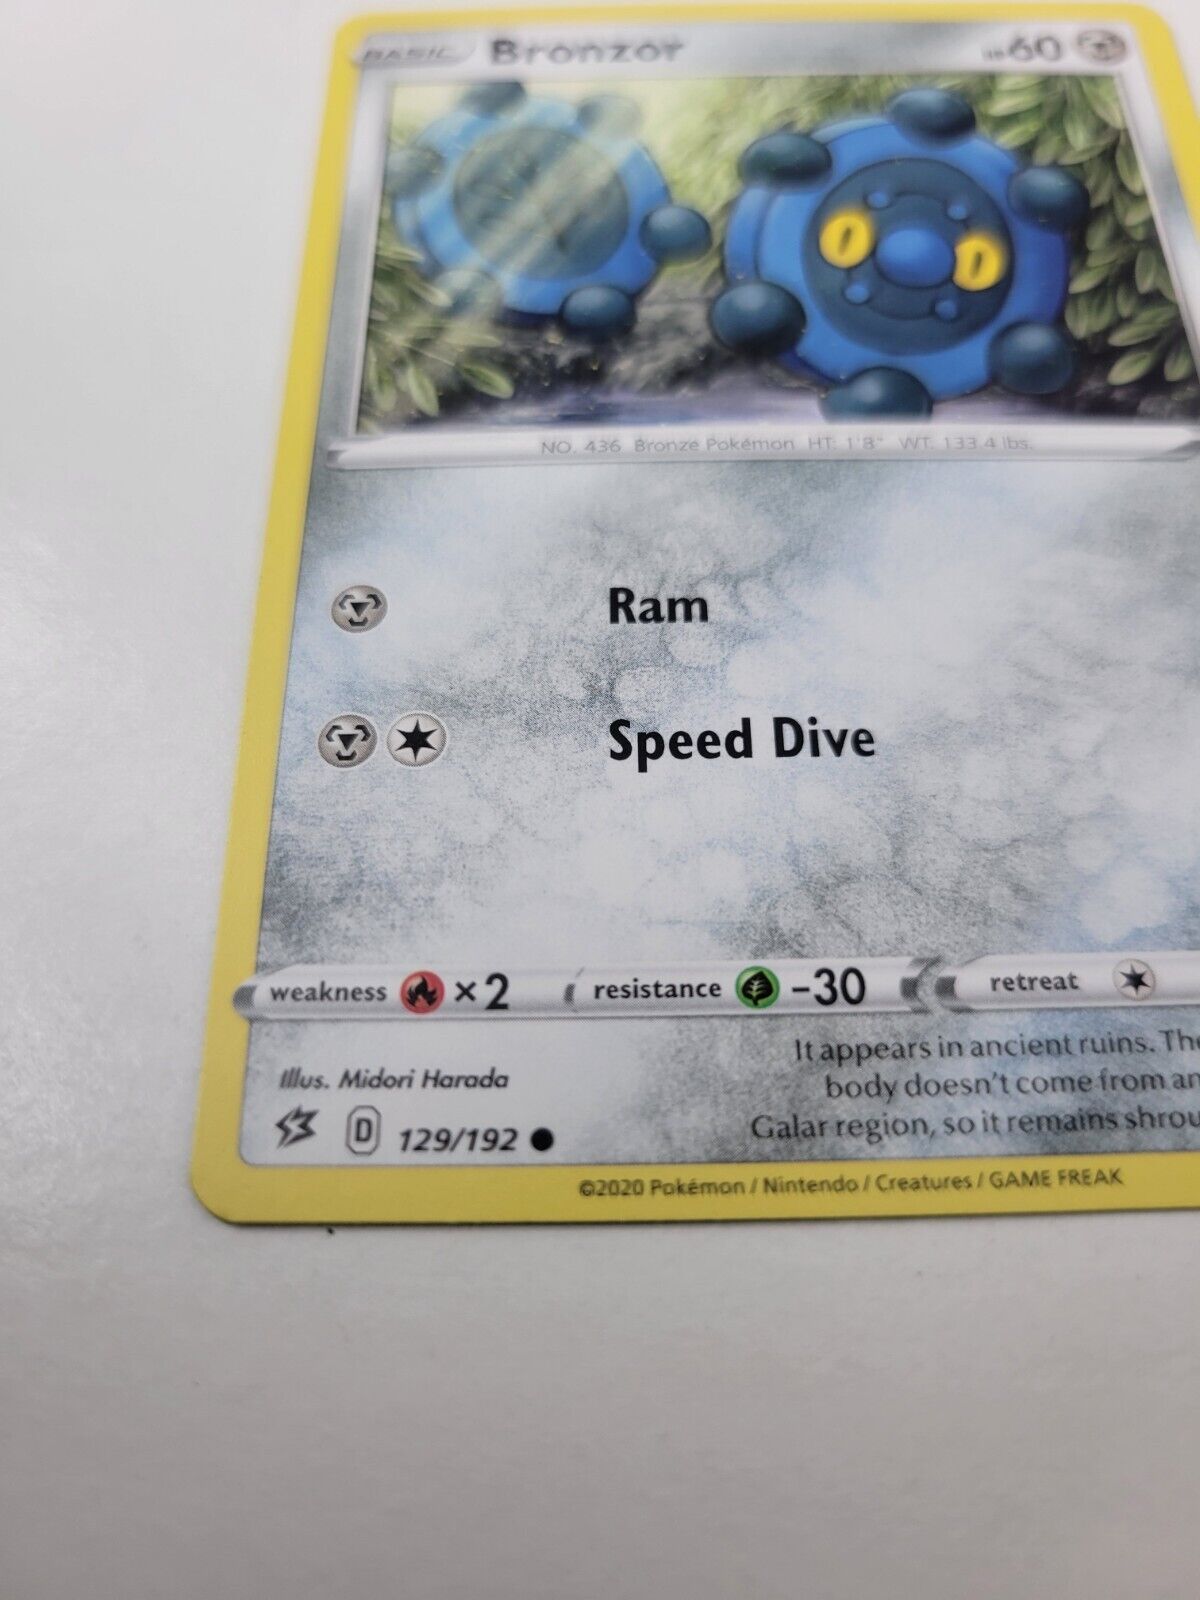 BASIC Bronzor HP 60
NO. 436 Bronze Pokémon HT: 1'8" WT: 133.4 lbs.
Ram
Speed Dive
weakness ×2 resistance -30 retreat
It appears in ancient ruins. The
body doesn't come from an
Galar region, so it remains shrou
Illus. Midori Harada
D 129/192
©2020 Pokémon / Nintendo / Creatures / GAME FREAK